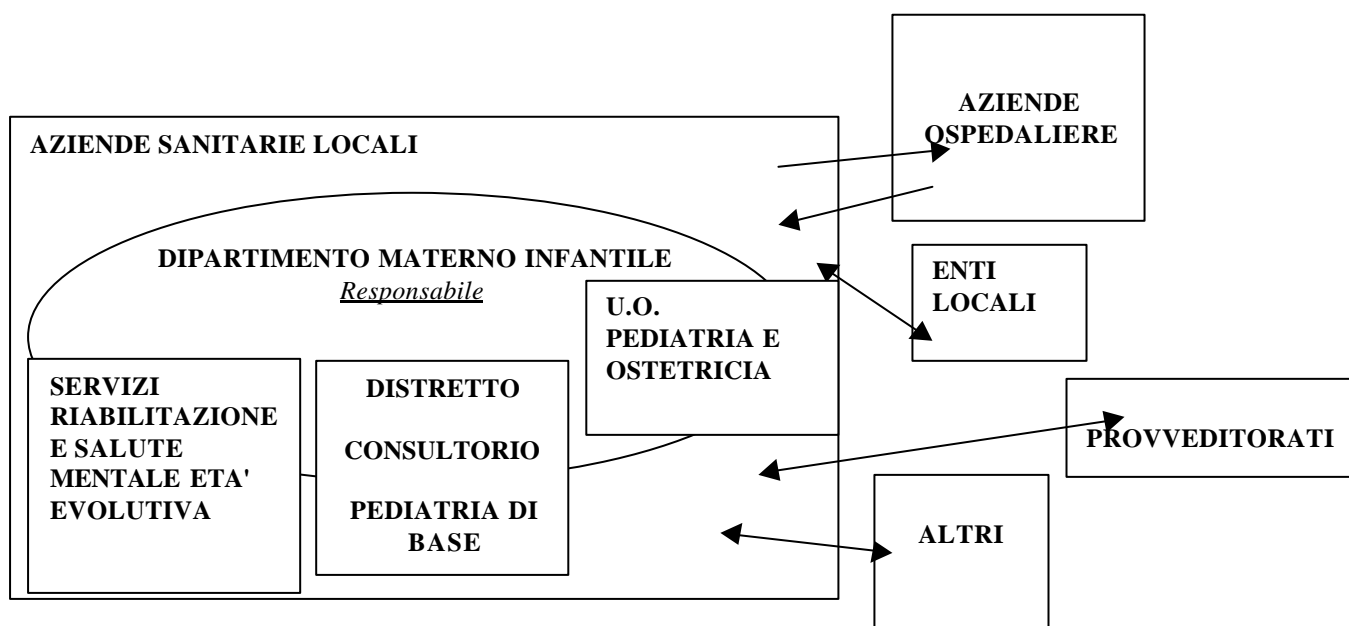 AZIENDE
OSPEDALIERE
AZIENDE SANITARIE LOCALI
DIPARTIMENTO MATERNO INFANTILE
Responsabile
ENTI
LOCALI
U.O.
PEDIATRIA E
OSTETRICIA
SERVIZI
RIABILITAZIONE
E SALUTE
MENTALE ETA'
EVOLUTIVA
DISTRETTO
CONSULTORIO
PEDIATRIA DI
BASE
PROVVEDITORATI
ALTRI